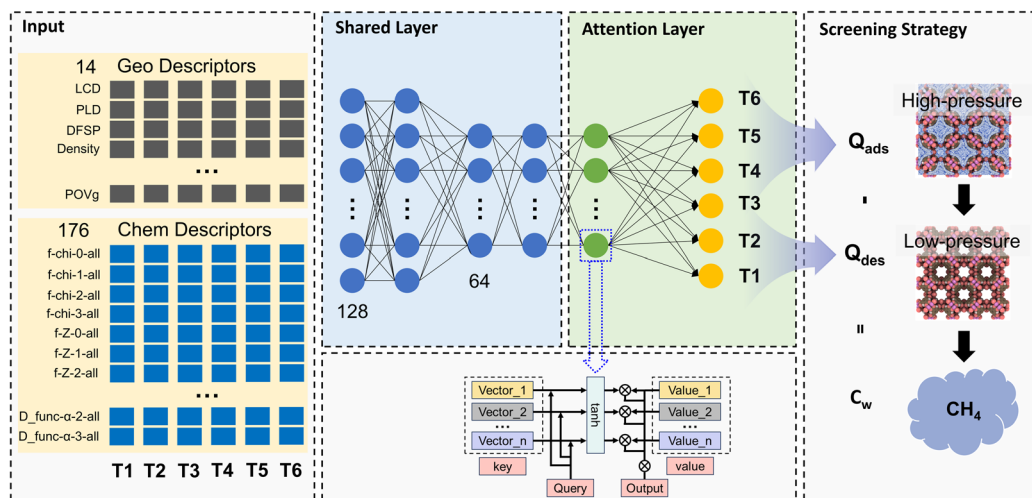 Input
14 Geo Descriptors
LCD
PLD
DFSP
Density
...
POVg
176 Chem Descriptors
f-chi-0-all
f-chi-1-all
f-chi-2-all
f-chi-3-all
f-Z-0-all
f-Z-1-all
f-Z-2-all
...
D_func-α-2-all
D_func-α-3-all
T1 T2 T3 T4 T5 T6
Shared Layer
128
64
Attention Layer
T6
T5
T4
T3
T2
T1
Vector_1
Vector_2
...
Vector_n
key
Query
tanh
Value_1
Value_2
...
Value_n
value
Output
Screening Strategy
High-pressure
Qads
-
Low-pressure
Qdes
=
Cw
CH4